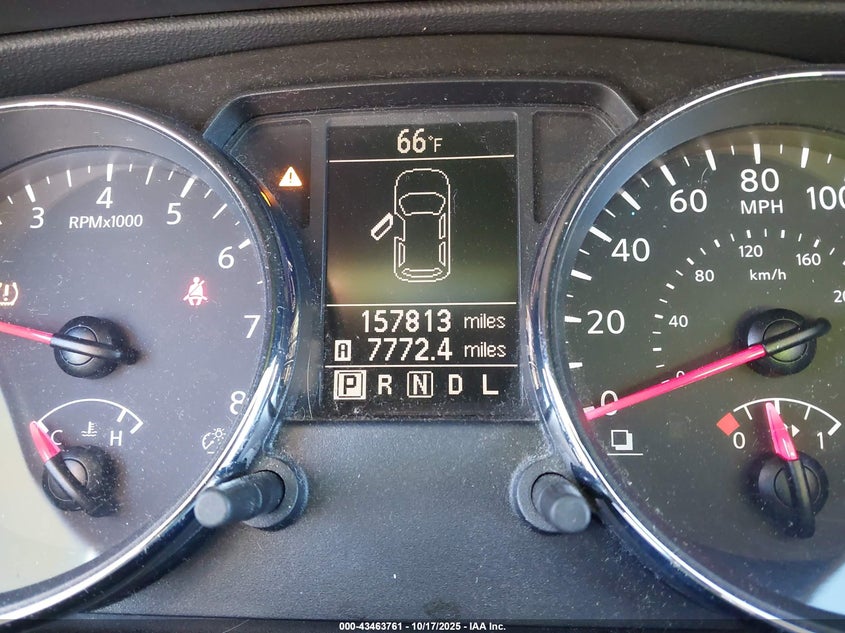 66°F
3 4 5 6 7 8
RPMx1000
C H
157813 miles
A 7772.4 miles
P R N D L
0 20 40 60 80 100
MPH
40 80 120 160
km/h
0 1
000-43463761 - 10/17/2025 - IAA Inc.